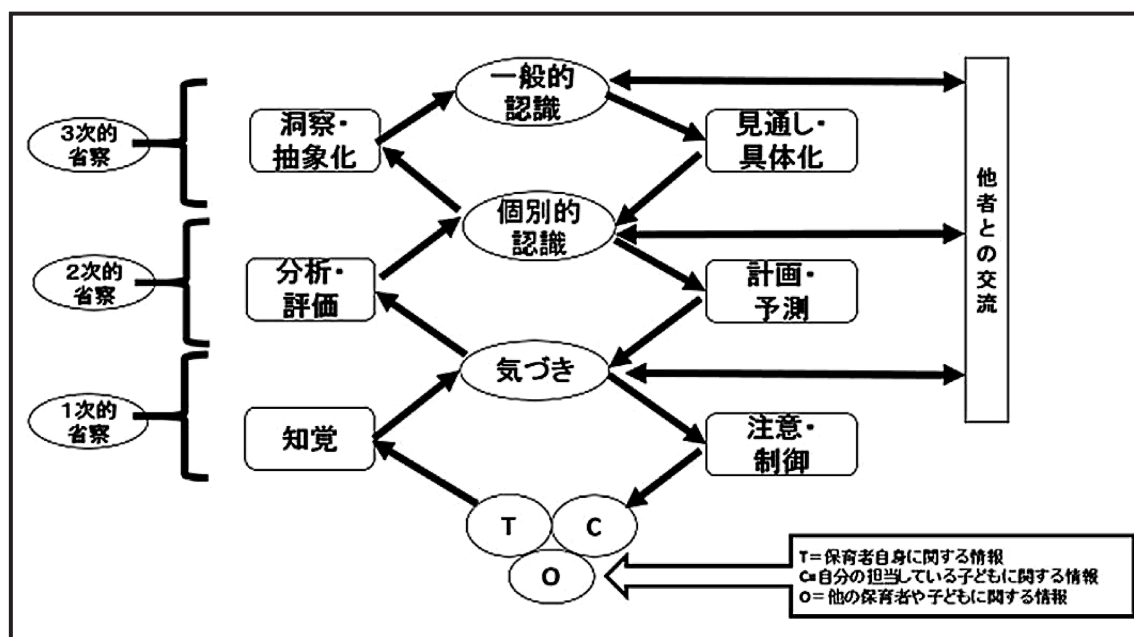 一般的
認識
3次的
省察
洞察・
抽象化
見通し・
具体化
個別的
認識
2次的
省察
分析・
評価
計画・
予測
他者との交流
気づき
1次的
省察
知覚
注意・
制御
T
C
O
T=保育者自身に関する情報
C=自分の担当している子どもに関する情報
O=他の保育者や子どもに関する情報